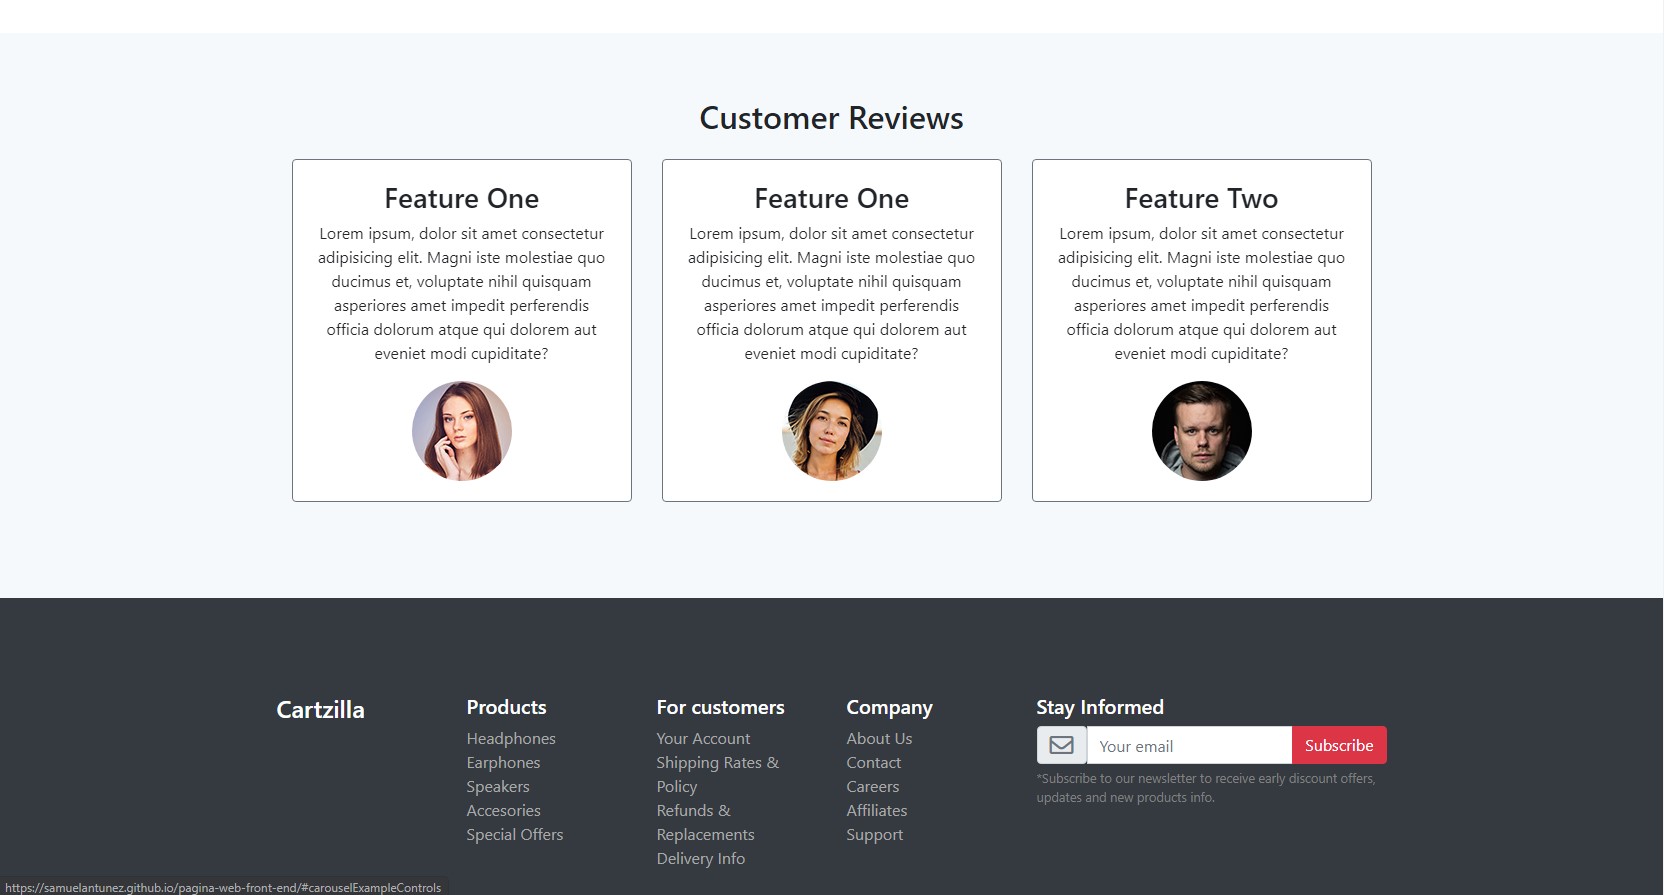 Customer Reviews
Feature One
Lorem ipsum, dolor sit amet consectetur
adipisicing elit. Magni iste molestiae quo
ducimus et, voluptate nihil quisquam
asperiores amet impedit perferendis
officia dolorum atque qui dolorem aut
eveniet modi cupiditate?
Feature One
Lorem ipsum, dolor sit amet consectetur
adipisicing elit. Magni iste molestiae quo
ducimus et, voluptate nihil quisquam
asperiores amet impedit perferendis
officia dolorum atque qui dolorem aut
eveniet modi cupiditate?
Feature Two
Lorem ipsum, dolor sit amet consectetur
adipisicing elit. Magni iste molestiae quo
ducimus et, voluptate nihil quisquam
asperiores amet impedit perferendis
officia dolorum atque qui dolorem aut
eveniet modi cupiditate?
Cartzilla
Products
Headphones
Earphones
Speakers
Accesories
Special Offers
For customers
Your Account
Shipping Rates &
Policy
Refunds &
Replacements
Delivery Info
Company
About Us
Contact
Careers
Affiliates
Support
Stay Informed
Your email
Subscribe
*Subscribe to our newsletter to receive early discount offers,
updates and new products info.
https://samuelantunez.github.io/pagina-web-front-end/#carouselExampleControls